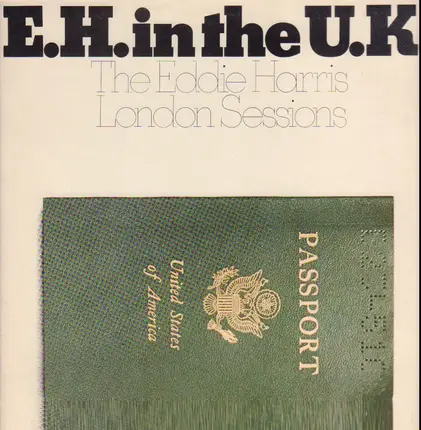 E.H. in the U.K
The Eddie Harris
London Sessions
PASSPORT
United States
of America